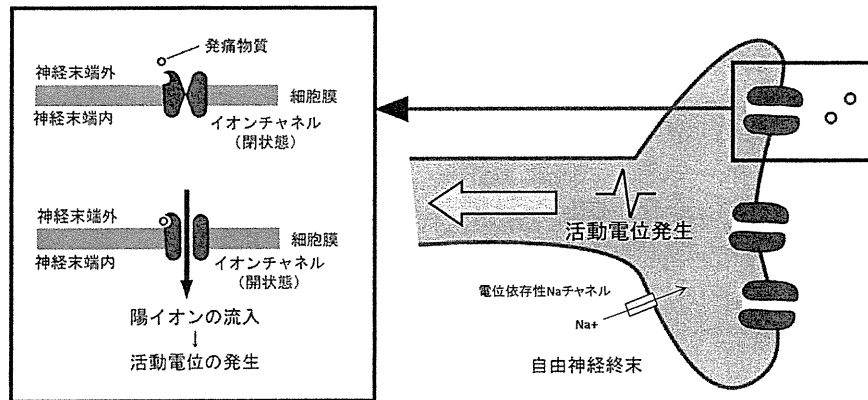 発痛物質
神経末端外
細胞膜
神経末端内
イオンチャネル
(閉状態)
神経末端外
細胞膜
神経末端内
イオンチャネル
(開状態)
陽イオンの流入
↓
活動電位の発生
活動電位発生
電位依存性Naチャネル
Na+
自由神経終末